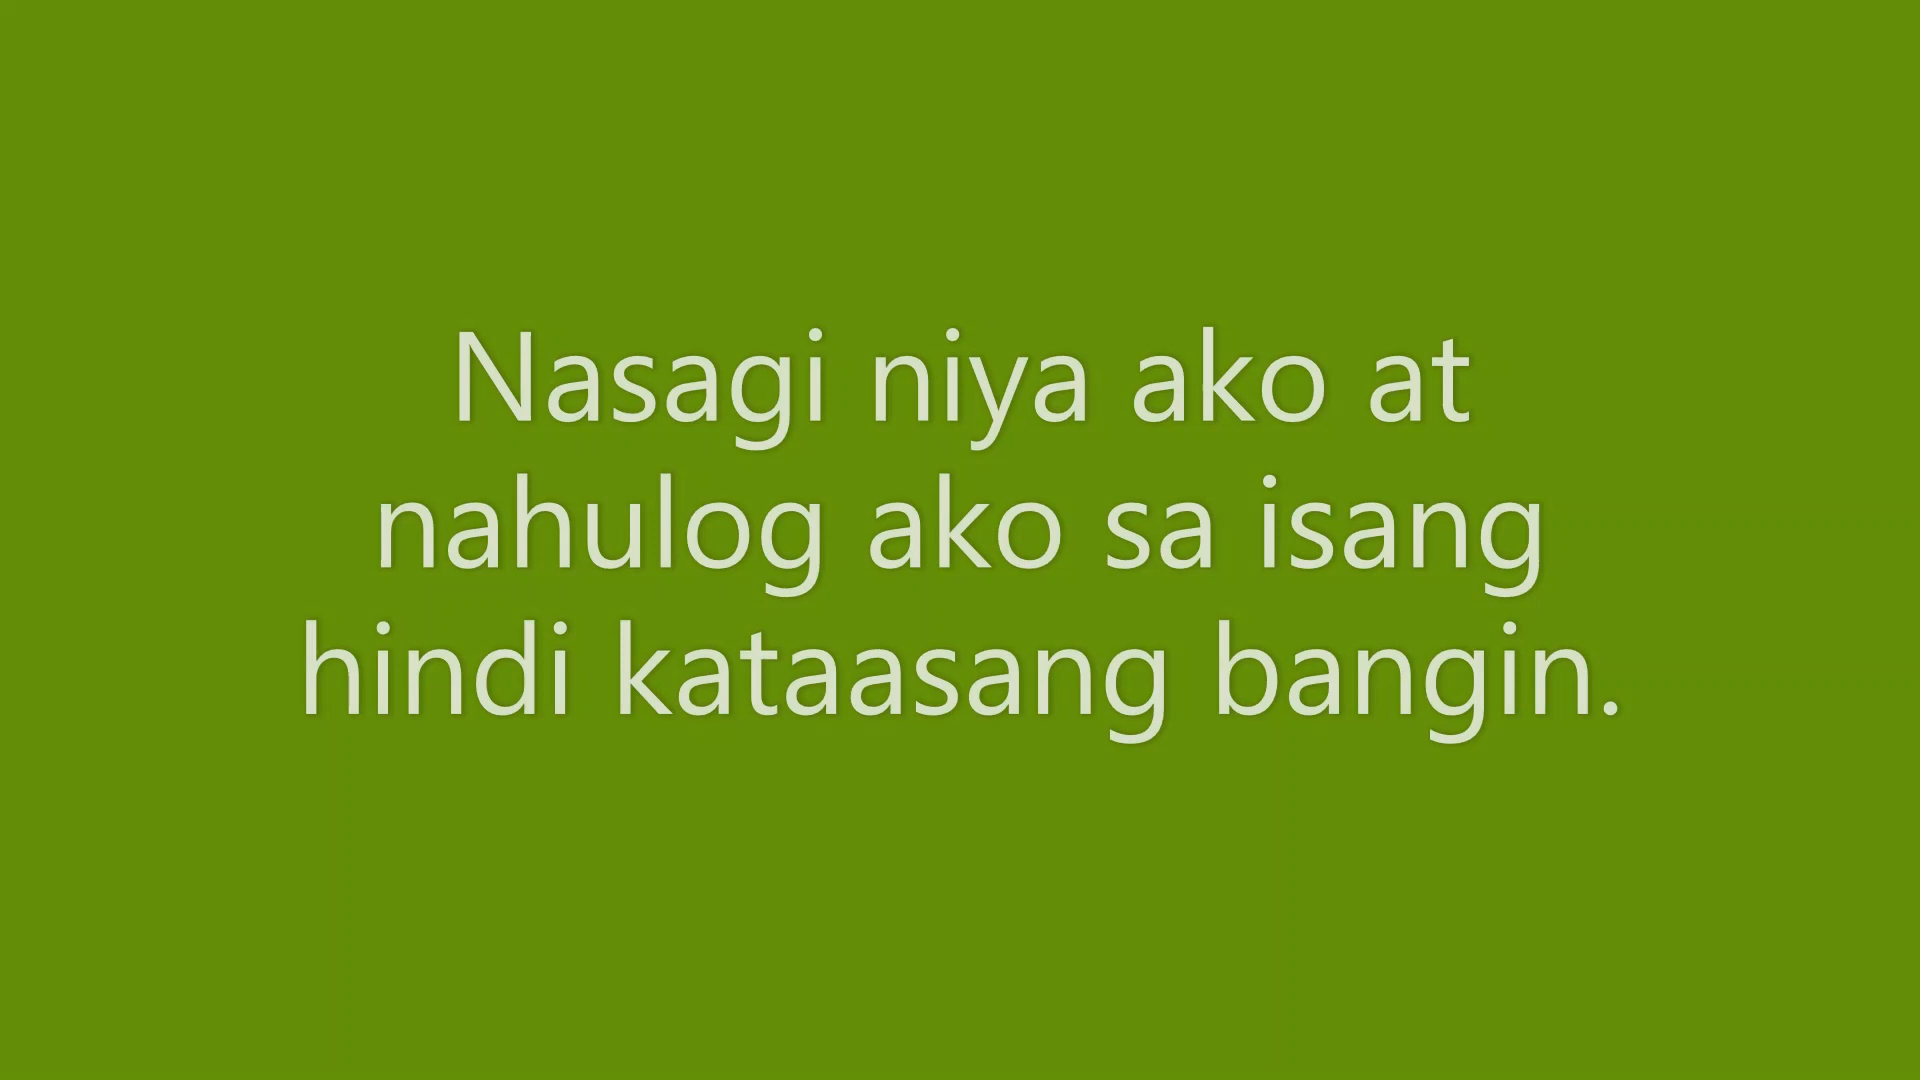 Nasagi niya ako at
nahulog ako sa isang
hindi kataasang bangin.